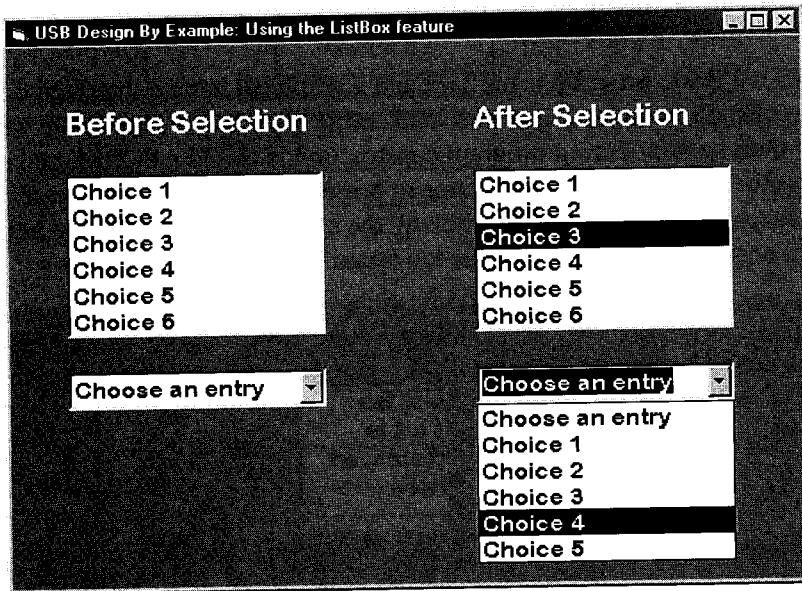 USB Design By Example: Using the ListBox feature
Before Selection
Choice 1
Choice 2
Choice 3
Choice 4
Choice 5
Choice 6
Choose an entry
After Selection
Choice 1
Choice 2
Choice 3
Choice 4
Choice 5
Choice 6
Choose an entry
Choose an entry
Choice 1
Choice 2
Choice 3
Choice 4
Choice 5